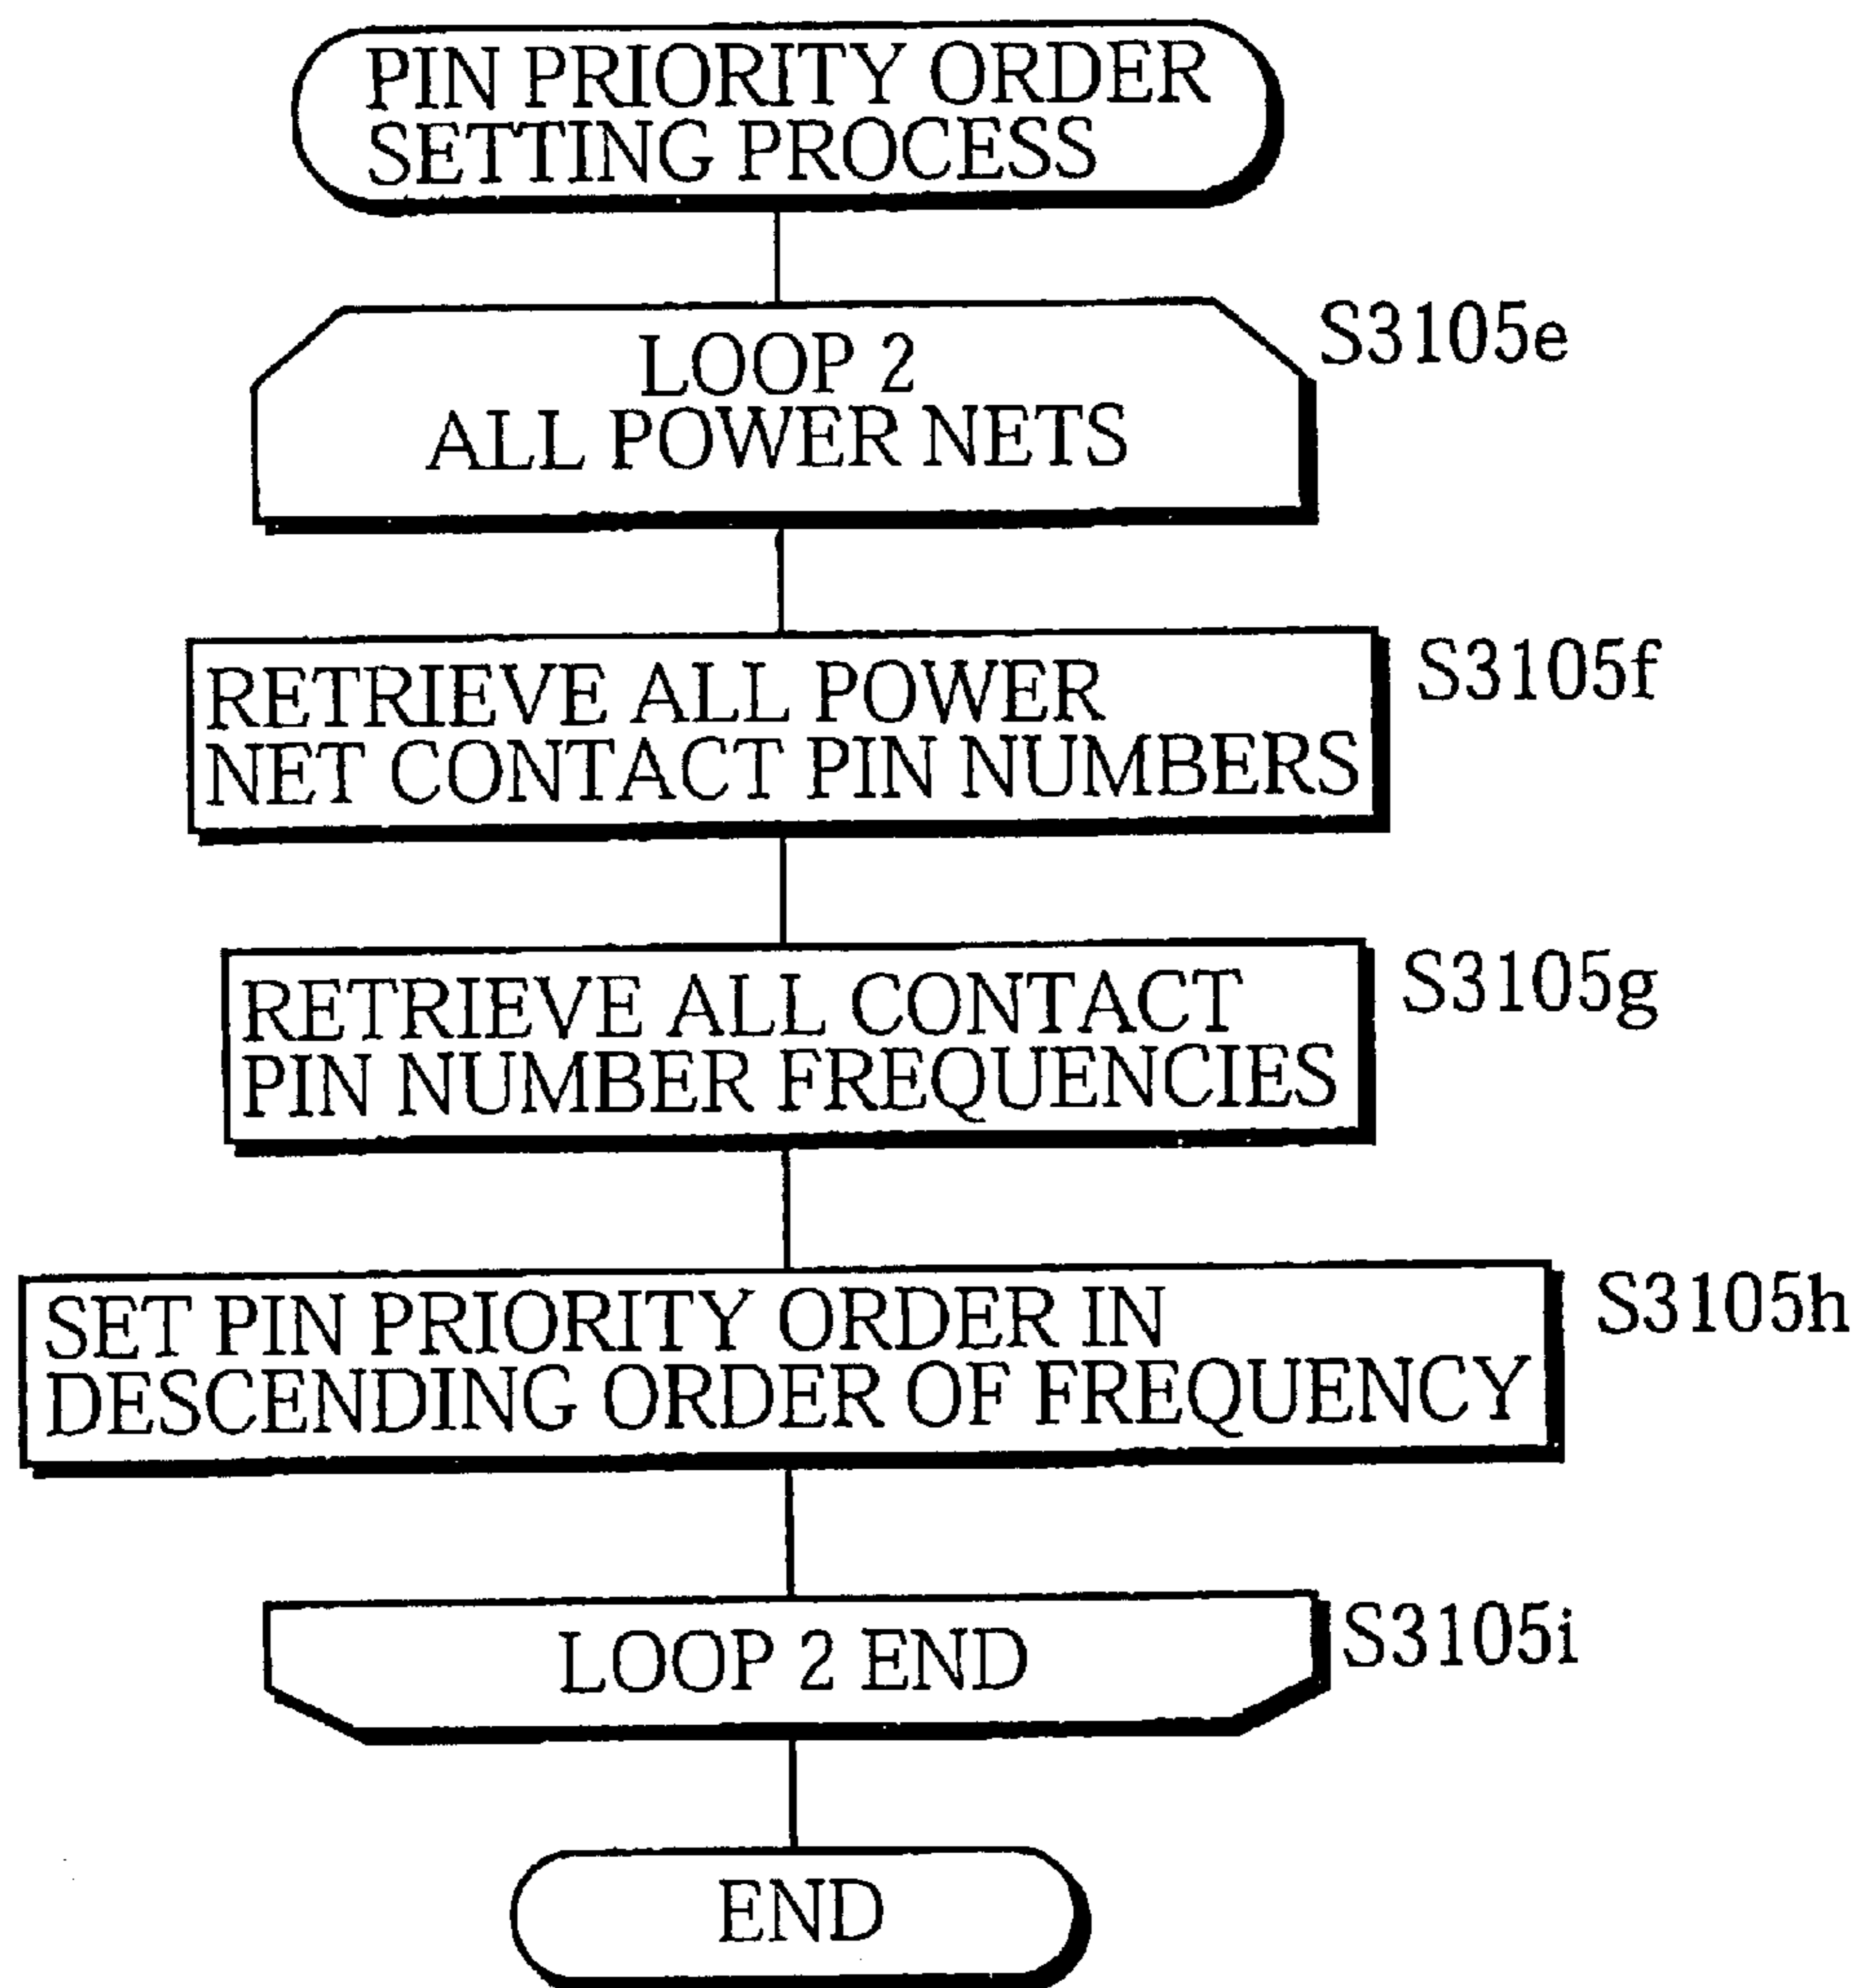 PIN PRIORITY ORDER
SETTING PROCESS
LOOP 2
ALL POWER NETS
S3105e
RETRIEVE ALL POWER
NET CONTACT PIN NUMBERS
S3105f
RETRIEVE ALL CONTACT
PIN NUMBER FREQUENCIES
S3105g
SET PIN PRIORITY ORDER IN
DESCENDING ORDER OF FREQUENCY
S3105h
LOOP 2 END
S3105i
END